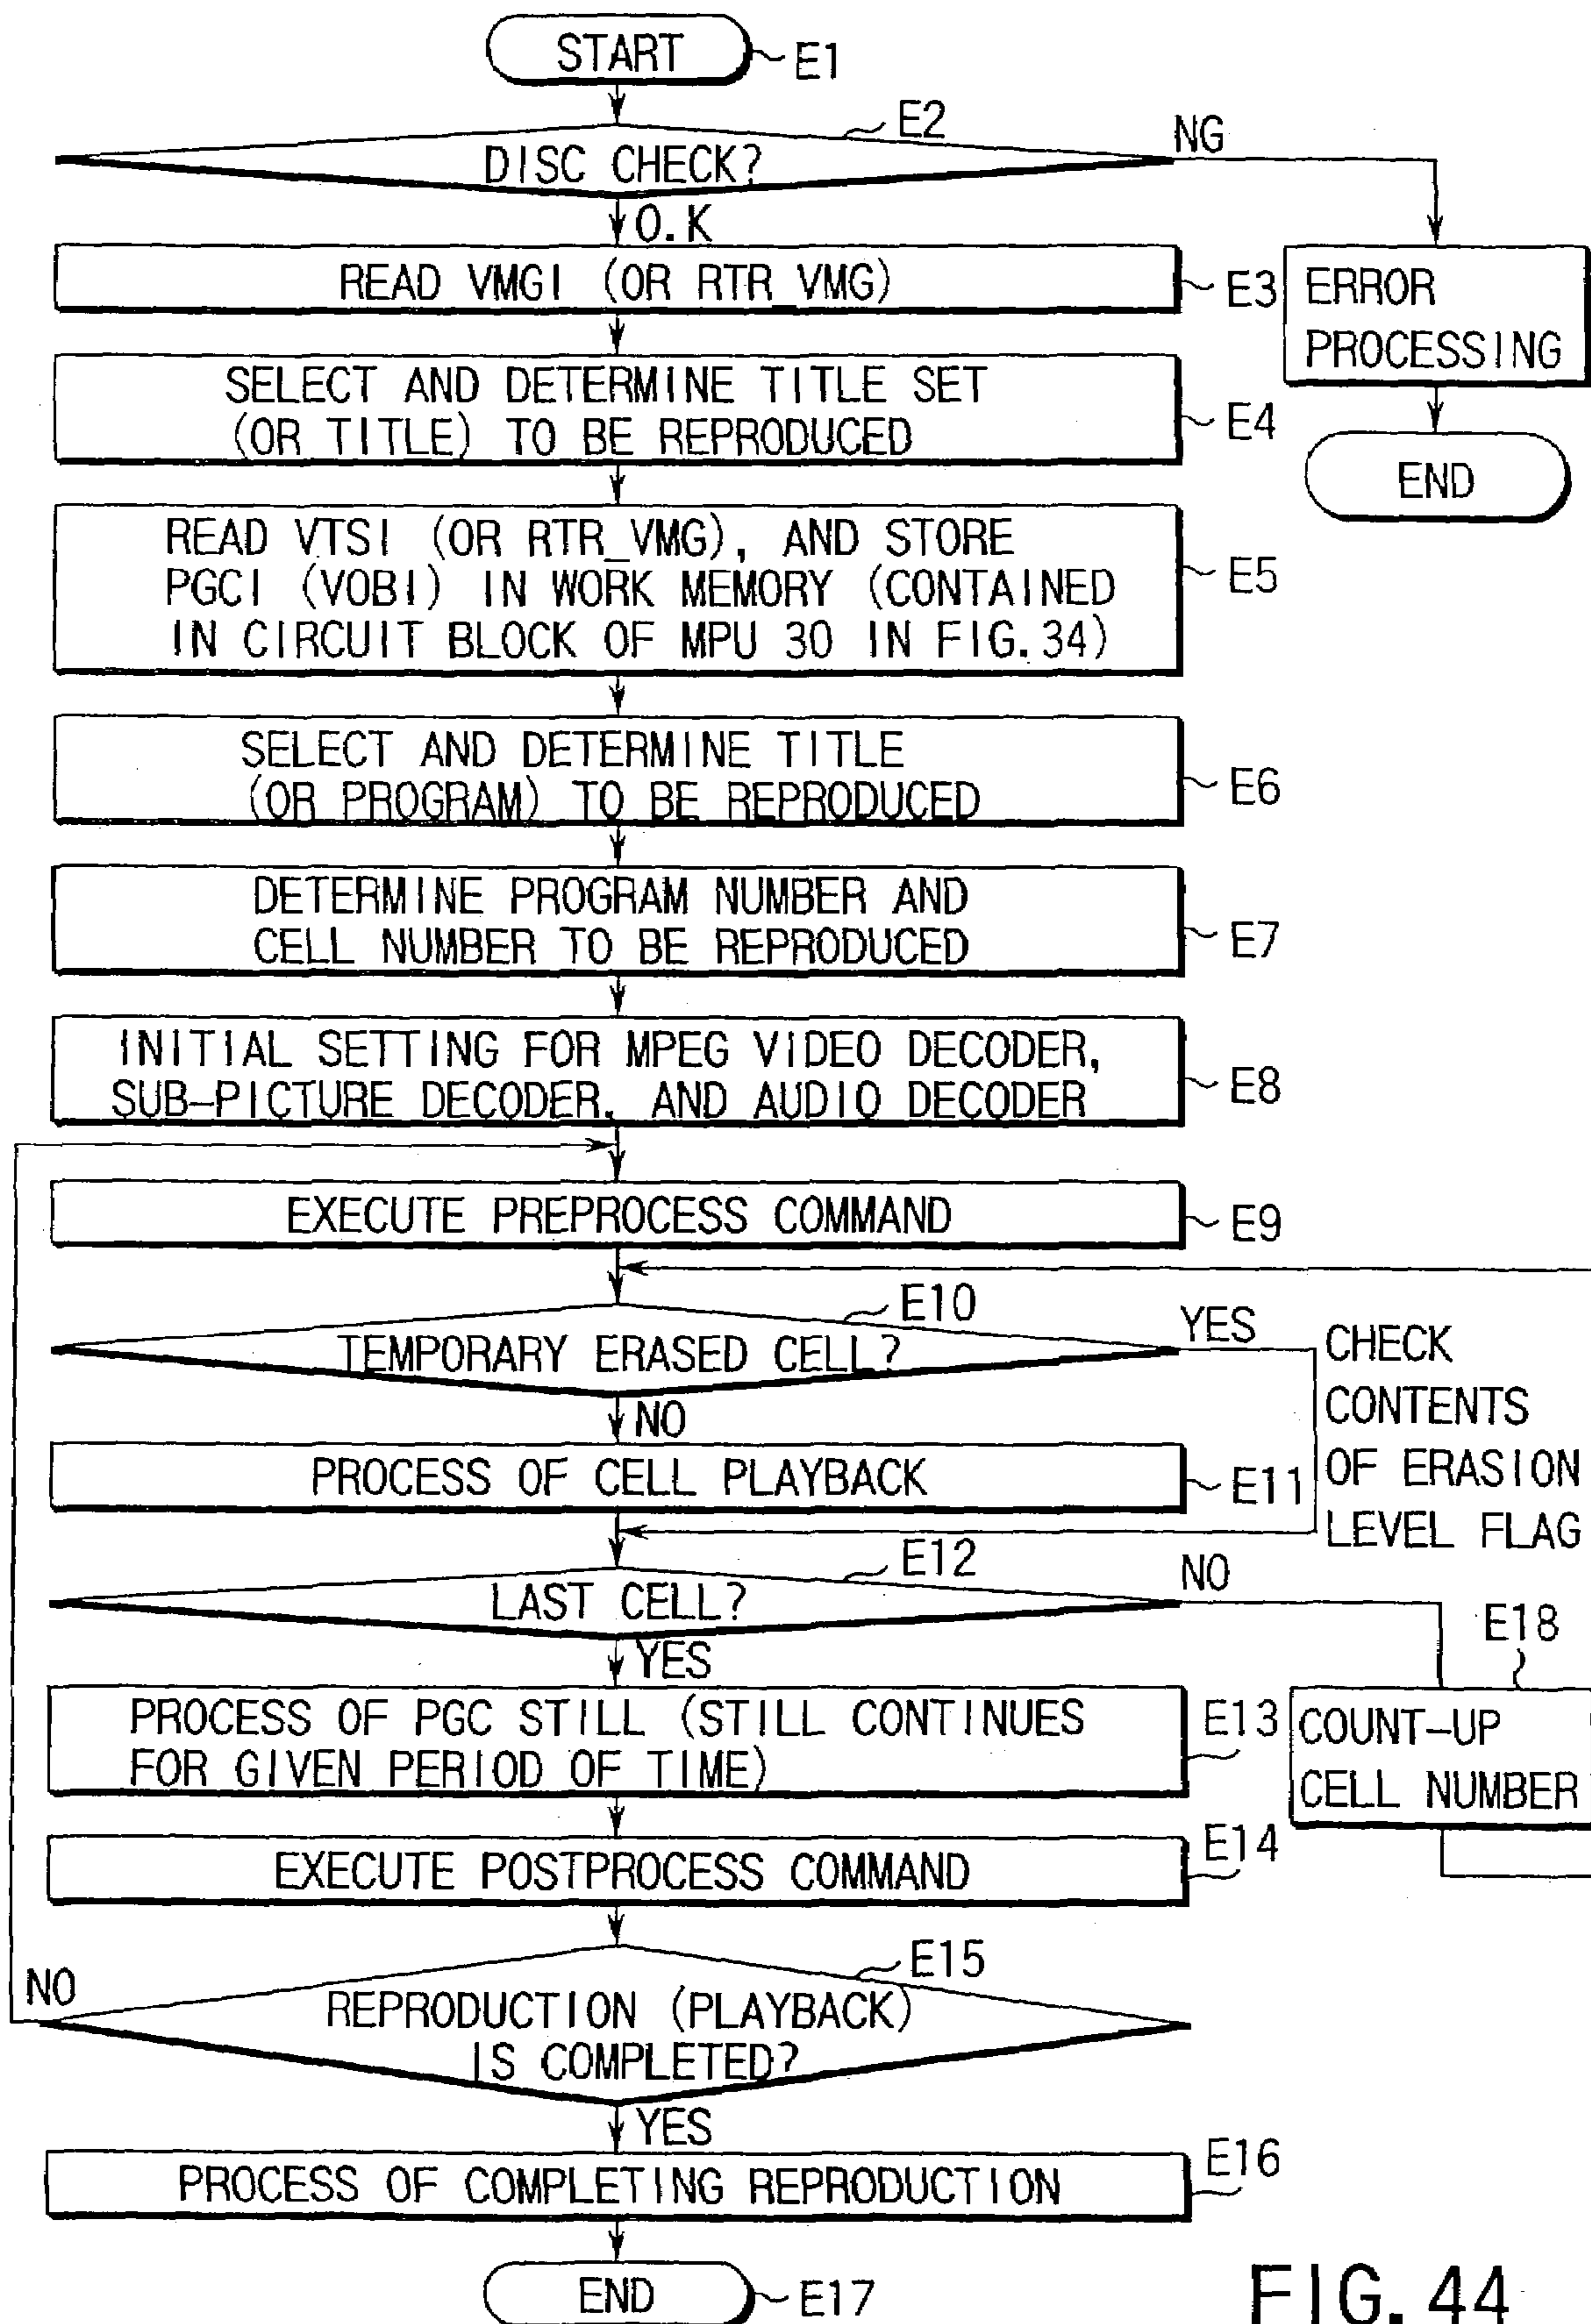 START
E1
E2
NG
DISC CHECK?
O.K
READ VMGI (OR RTR_VMG)
E3
ERROR
PROCESSING
END
SELECT AND DETERMINE TITLE SET
(OR TITLE) TO BE REPRODUCED
E4
READ VTSI (OR RTR_VMG), AND STORE
PGCI (VOBI) IN WORK MEMORY (CONTAINED
IN CIRCUIT BLOCK OF MPU 30 IN FIG.34)
E5
SELECT AND DETERMINE TITLE
(OR PROGRAM) TO BE REPRODUCED
E6
DETERMINE PROGRAM NUMBER AND
CELL NUMBER TO BE REPRODUCED
E7
INITIAL SETTING FOR MPEG VIDEO DECODER,
SUB-PICTURE DECODER, AND AUDIO DECODER
E8
EXECUTE PREPROCESS COMMAND
E9
E10
TEMPORARY ERASED CELL?
YES
CHECK
CONTENTS
OF ERASION
LEVEL FLAG
NO
PROCESS OF CELL PLAYBACK
E11
E12
LAST CELL?
NO
E18
COUNT-UP
CELL NUMBER
YES
PROCESS OF PGC STILL (STILL CONTINUES
FOR GIVEN PERIOD OF TIME)
E13
EXECUTE POSTPROCESS COMMAND
E14
E15
NO
REPRODUCTION (PLAYBACK)
IS COMPLETED?
YES
PROCESS OF COMPLETING REPRODUCTION
E16
END
E17
FIG.44